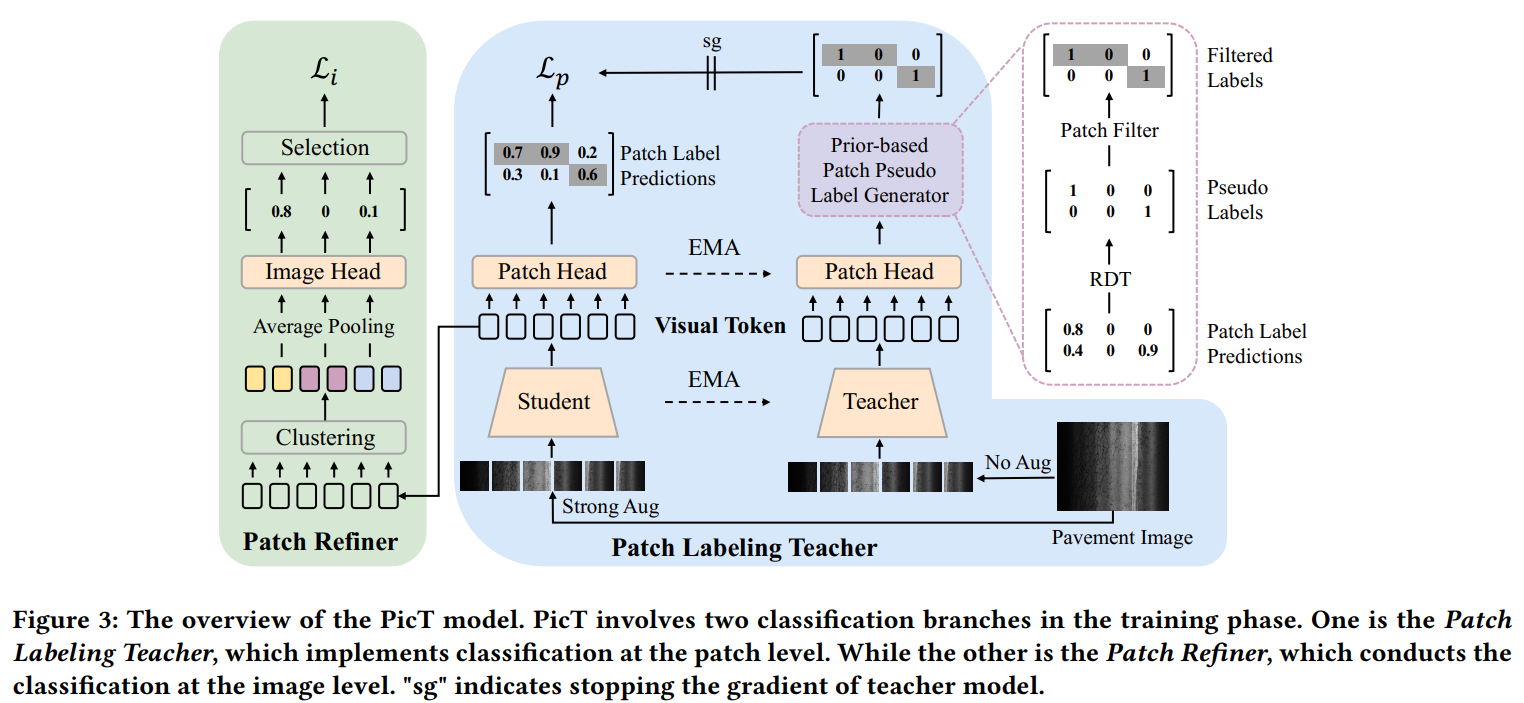 ℒi
Selection
0.8 0 0.1
Image Head
Average Pooling
Clustering
Patch Refiner
ℒp
sg
1 0 0
0 0 1
0.7 0.9 0.2
0.3 0.1 0.6
Patch Label
Predictions
Prior-based
Patch Pseudo
Label Generator
Patch Head
EMA
Patch Head
Visual Token
Student
EMA
Teacher
Strong Aug
No Aug
Pavement Image
Patch Labeling Teacher
1 0 0
0 0 1
Filtered
Labels
Patch Filter
1 0 0
0 0 1
Pseudo
Labels
RDT
0.8 0 0
0.4 0 0.9
Patch Label
Predictions
Figure 3: The overview of the PicT model. PicT involves two classification branches in the training phase. One is the Patch
Labeling Teacher, which implements classification at the patch level. While the other is the Patch Refiner, which conducts the
classification at the image level. "sg" indicates stopping the gradient of teacher model.